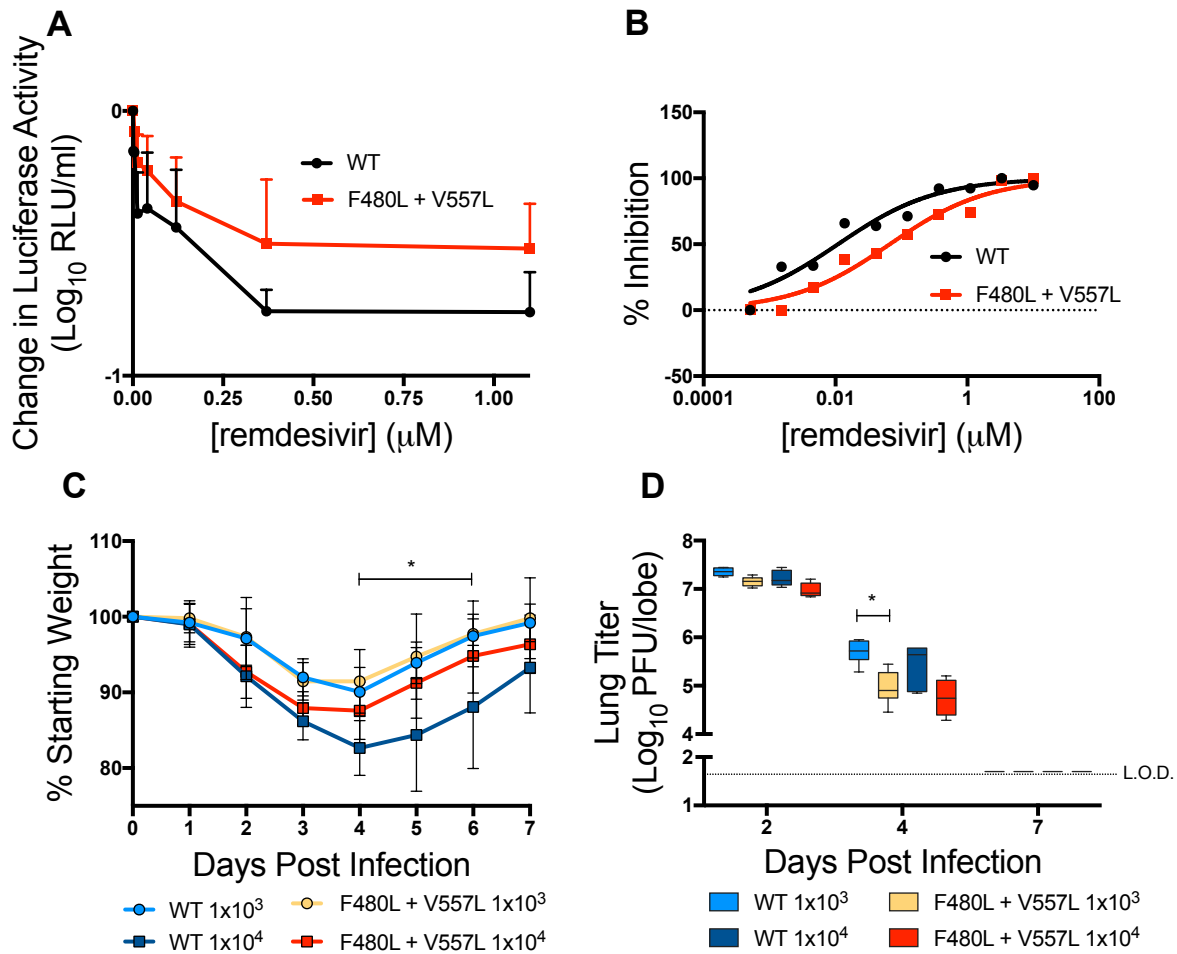 A
Change in Luciferase Activity
(Log10 RLU/ml)
0
-1
0.00
0.25
0.50
0.75
1.00
[remdesivir] (μM)
WT
F480L + V557L
B
% Inhibition
150
100
50
0
-50
0.0001
0.01
1
100
[remdesivir] (μM)
WT
F480L + V557L
C
% Starting Weight
110
100
90
80
*
0
1
2
3
4
5
6
7
Days Post Infection
WT 1x10³
F480L + V557L 1x10³
WT 1x10⁴
F480L + V557L 1x10⁴
D
Lung Titer
(Log10 PFU/lobe)
8
7
6
5
4
2
1
*
L.O.D.
2
4
7
Days Post Infection
WT 1x10³
F480L + V557L 1x10³
WT 1x10⁴
F480L + V557L 1x10⁴